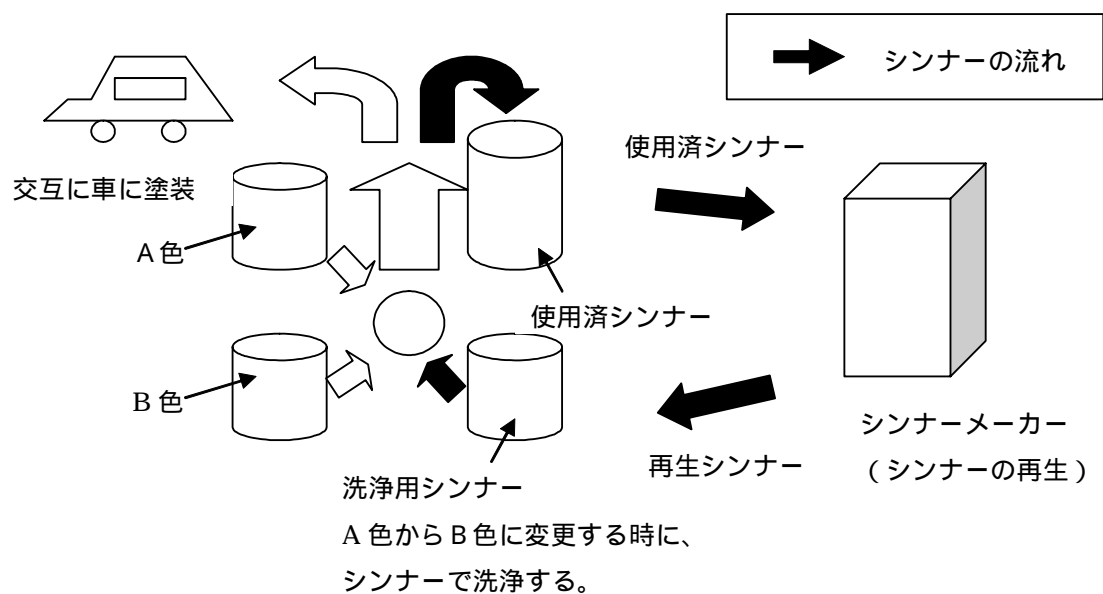 シンナーの流れ
使用済シンナー
交互に車に塗装
A色
使用済シンナー
B色
シンナーメーカー
(シンナーの再生)
再生シンナー
洗浄用シンナー
A色からB色に変更する時に、
シンナーで洗浄する。